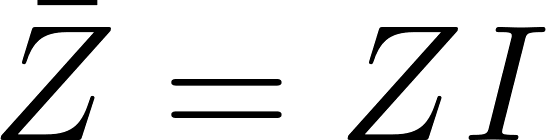 Z̄ = ZI